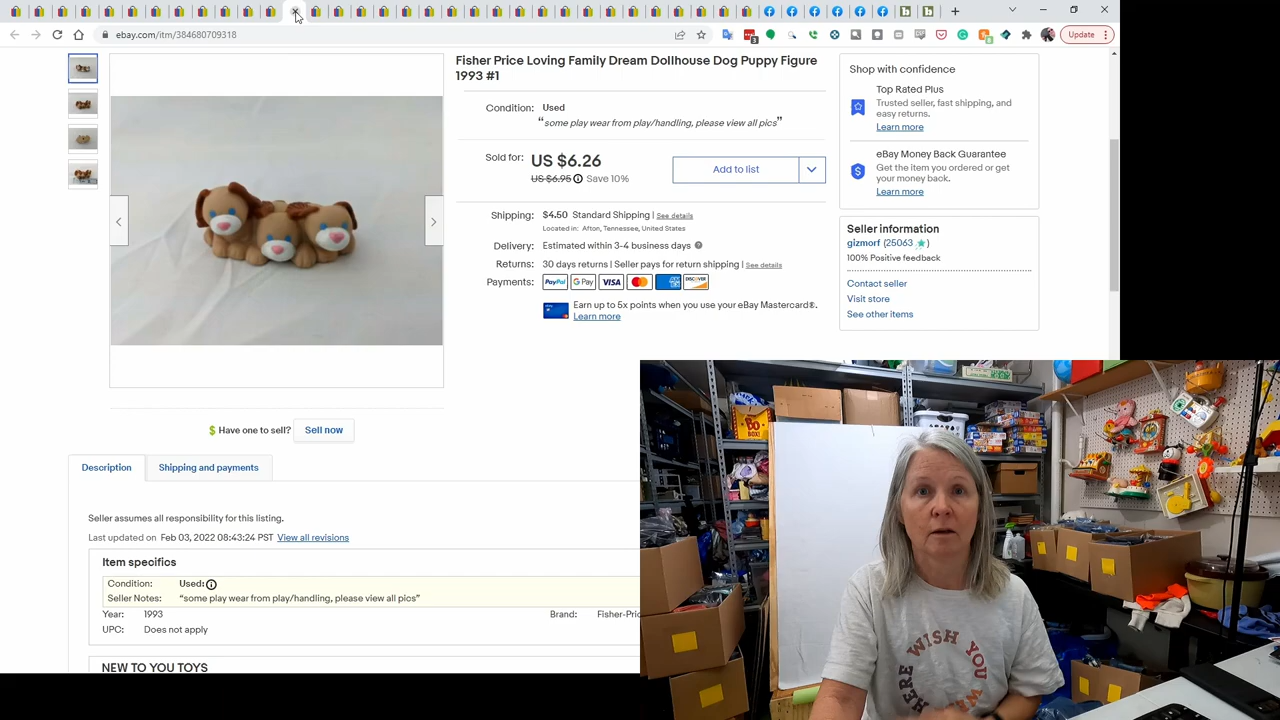 ebay.com/itm/384680709318
Update
Fisher Price Loving Family Dream Dollhouse Dog Puppy Figure
1993 #1
Condition: Used
“some play wear from play/handling, please view all pics”
Sold for: US $6.26
US $6.95 Save 10%
Add to list
Shipping: $4.50 Standard Shipping | See details
Located in: Afton, Tennessee, United States
Delivery: Estimated within 3-4 business days
Returns: 30 days returns | Seller pays for return shipping | See details
Payments: PayPal G Pay VISA DISCOVER
Earn up to 5x points when you use your eBay Mastercard®.
Learn more
Shop with confidence
Top Rated Plus
Trusted seller, fast shipping, and
easy returns.
Learn more
eBay Money Back Guarantee
Get the item you ordered or get
your money back.
Learn more
Seller information
gizmorf (25063)
100% Positive feedback
Contact seller
Visit store
See other items
$ Have one to sell? Sell now
Description
Shipping and payments
Seller assumes all responsibility for this listing.
Last updated on Feb 03, 2022 08:43:24 PST View all revisions
Item specifics
Condition: Used:
Seller Notes: “some play wear from play/handling, please view all pics”
Year: 1993
Brand: Fisher-Pric
UPC: Does not apply
NEW TO YOU TOYS
BOX!
HERE WISH YOU